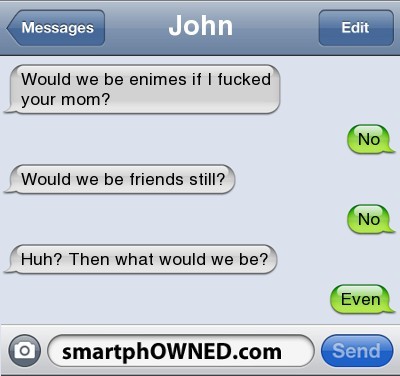 Messages John Edit
Would we be enimes if I fucked
your mom?
No
Would we be friends still?
No
Huh? Then what would we be?
Even
smartphOWNED.com Send